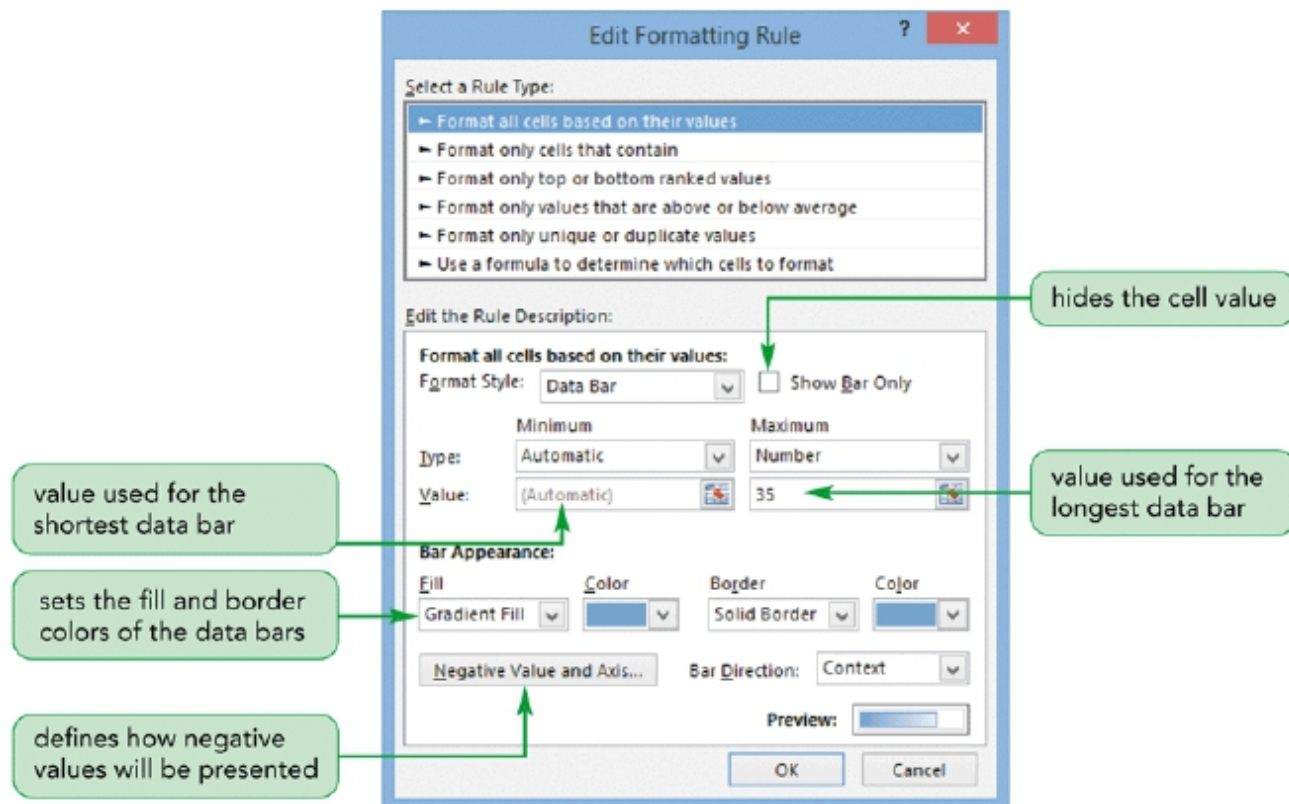 Edit Formatting Rule
?
×
Select a Rule Type:
► Format all cells based on their values
► Format only cells that contain
► Format only top or bottom ranked values
► Format only values that are above or below average
► Format only unique or duplicate values
► Use a formula to determine which cells to format
hides the cell value
Edit the Rule Description:
Format all cells based on their values:
Format Style: Data Bar Show Bar Only
Minimum Maximum
Type: Automatic Number
Value: (Automatic) 35
value used for the
shortest data bar
value used for the
longest data bar
Bar Appearance:
Fill Color Border Color
Gradient Fill Solid Border
sets the fill and border
colors of the data bars
Negative Value and Axis... Bar Direction: Context
Preview:
defines how negative
values will be presented
OK Cancel